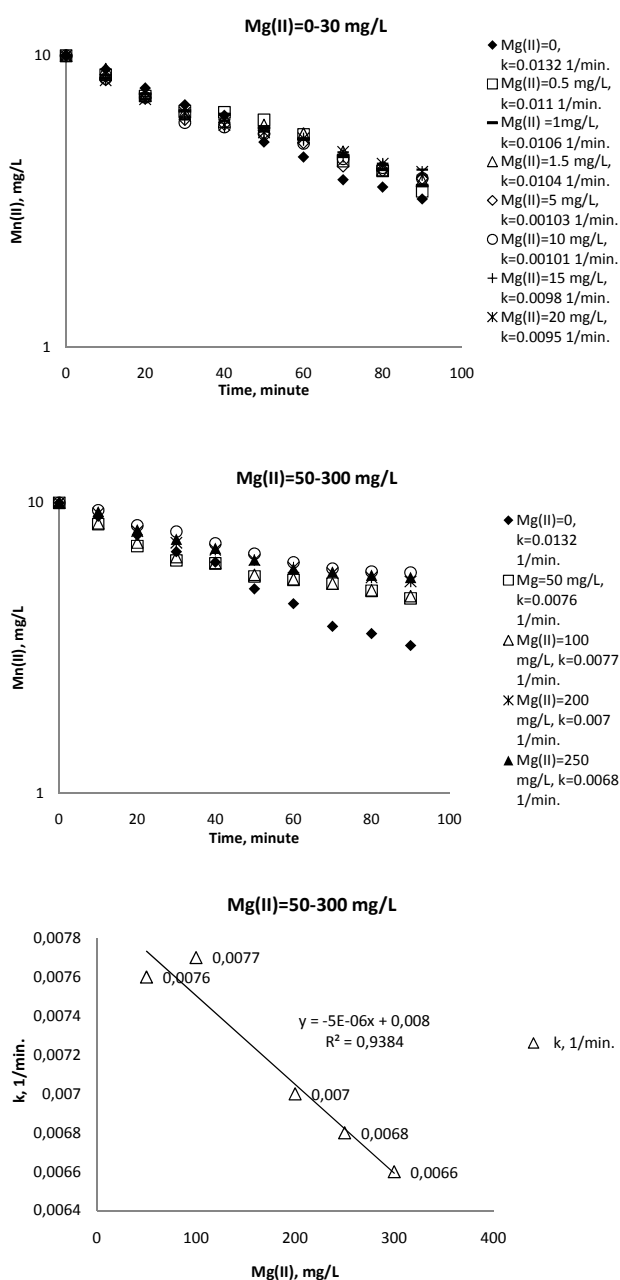 Mg(II)=0-30 mg/L
10
1
Mn(II), mg/L
0
20
40
60
80
100
Time, minute
Mg(II)=0,
k=0.0132 1/min.
Mg(II)=0.5 mg/L,
k=0.011 1/min.
Mg(II) =1mg/L,
k=0.0106 1/min.
Mg(II)=1.5 mg/L,
k=0.0104 1/min.
Mg(II)=5 mg/L,
k=0.00103 1/min.
Mg(II)=10 mg/L,
k=0.00101 1/min.
Mg(II)=15 mg/L,
k=0.0098 1/min.
Mg(II)=20 mg/L,
k=0.0095 1/min.
Mg(II)=50-300 mg/L
10
1
Mn(II), mg/L
0
20
40
60
80
100
Time, minute
Mg(II)=0,
k=0.0132
1/min.
Mg=50 mg/L,
k=0.0076
1/min.
Mg(II)=100
mg/L, k=0.0077
1/min.
Mg(II)=200
mg/L, k=0.007
1/min.
Mg(II)=250
mg/L, k=0.0068
1/min.
Mg(II)=50-300 mg/L
0,0078
0,0076
0,0074
0,0072
0,007
0,0068
0,0066
0,0064
k, 1/min.
0,0077
0,0076
y = -5E-06x + 0,008
R² = 0,9384
0,007
0,0068
0,0066
k, 1/min.
0
100
200
300
400
Mg(II), mg/L